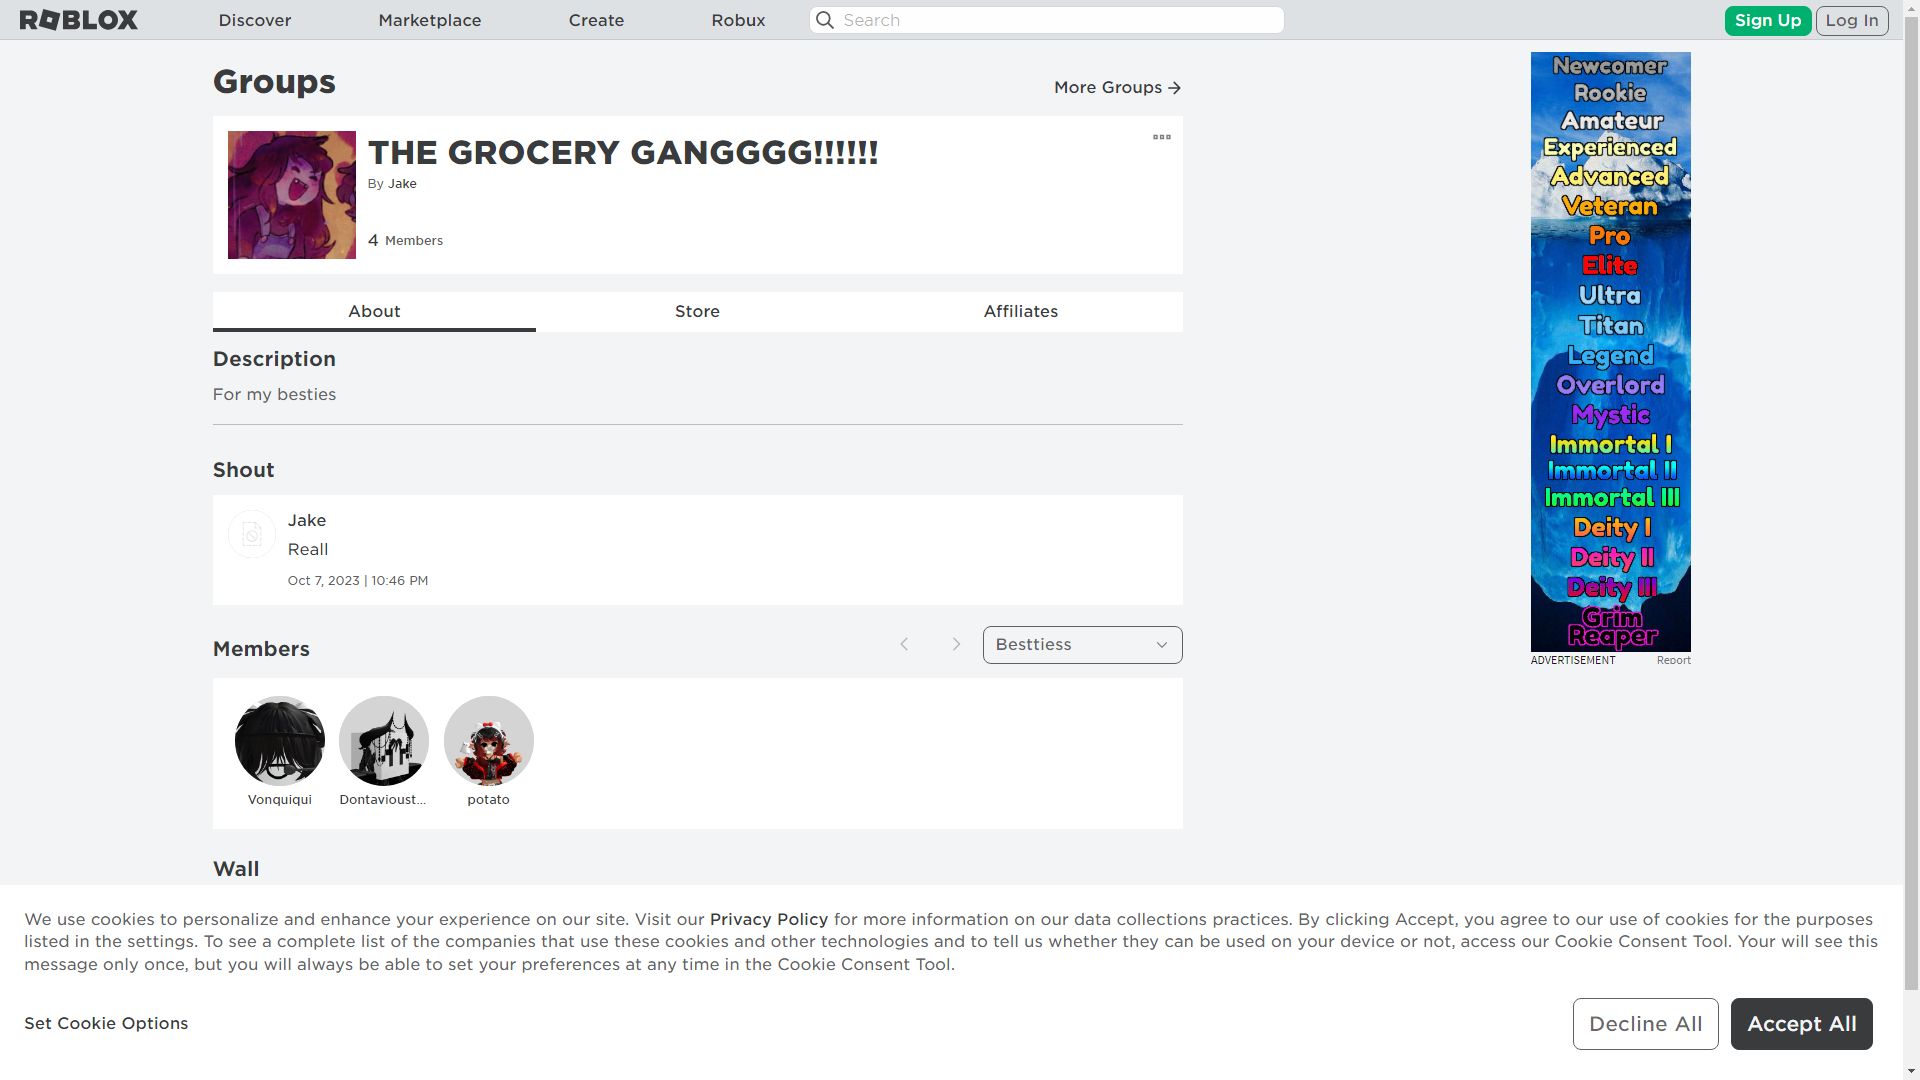 ROBLOX
Discover
Marketplace
Create
Robux
Search
Sign Up
Log In
Groups
More Groups
THE GROCERY GANGGGG!!!!!!
By Jake
4 Members
About
Store
Affiliates
Description
For my besties
Shout
Jake
Reall
Oct 7, 2023 | 10:46 PM
Members
Besttiess
Vonquiqui
Dontavioust...
potato
Wall
Newcomer
Rookie
Amateur
Experienced
Advanced
Veteran
Pro
Elite
Ultra
Titan
Legend
Overlord
Mystic
Immortal I
Immortal II
Immortal III
Deity I
Deity II
Deity III
Grim
Reaper
ADVERTISEMENT
Report
We use cookies to personalize and enhance your experience on our site. Visit our Privacy Policy for more information on our data collections practices. By clicking Accept, you agree to our use of cookies for the purposes
listed in the settings. To see a complete list of the companies that use these cookies and other technologies and to tell us whether they can be used on your device or not, access our Cookie Consent Tool. Your will see this
message only once, but you will always be able to set your preferences at any time in the Cookie Consent Tool.
Set Cookie Options
Decline All
Accept All